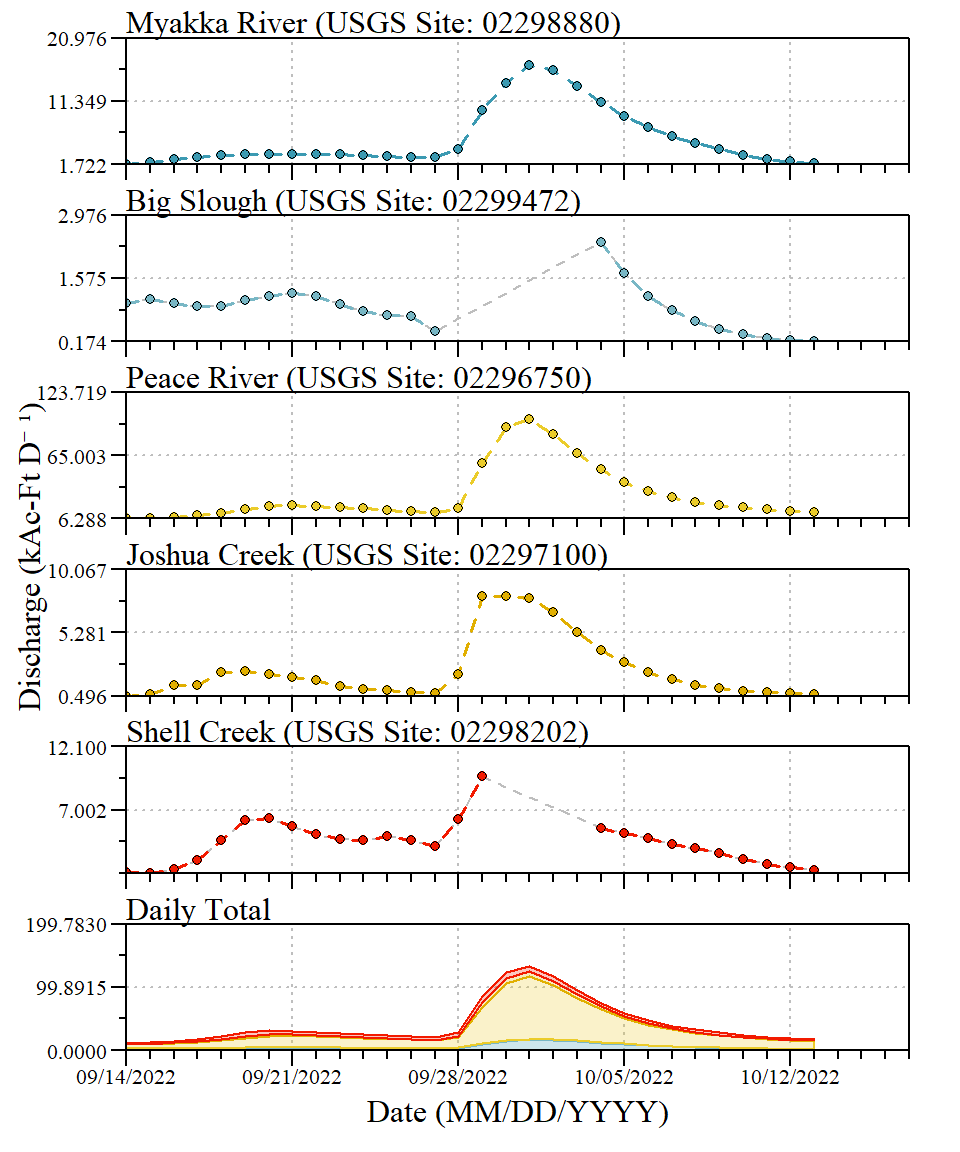 Myakka River (USGS Site: 02298880)
20.976
11.349
1.722
Big Slough (USGS Site: 02299472)
2.976
1.575
0.174
Peace River (USGS Site: 02296750)
123.719
65.003
6.288
Discharge (kAc-Ft D⁻¹)
Joshua Creek (USGS Site: 02297100)
10.067
5.281
0.496
Shell Creek (USGS Site: 02298202)
12.100
7.002
Daily Total
199.7830
99.8915
0.0000
09/14/2022 09/21/2022 09/28/2022 10/05/2022 10/12/2022
Date (MM/DD/YYYY)